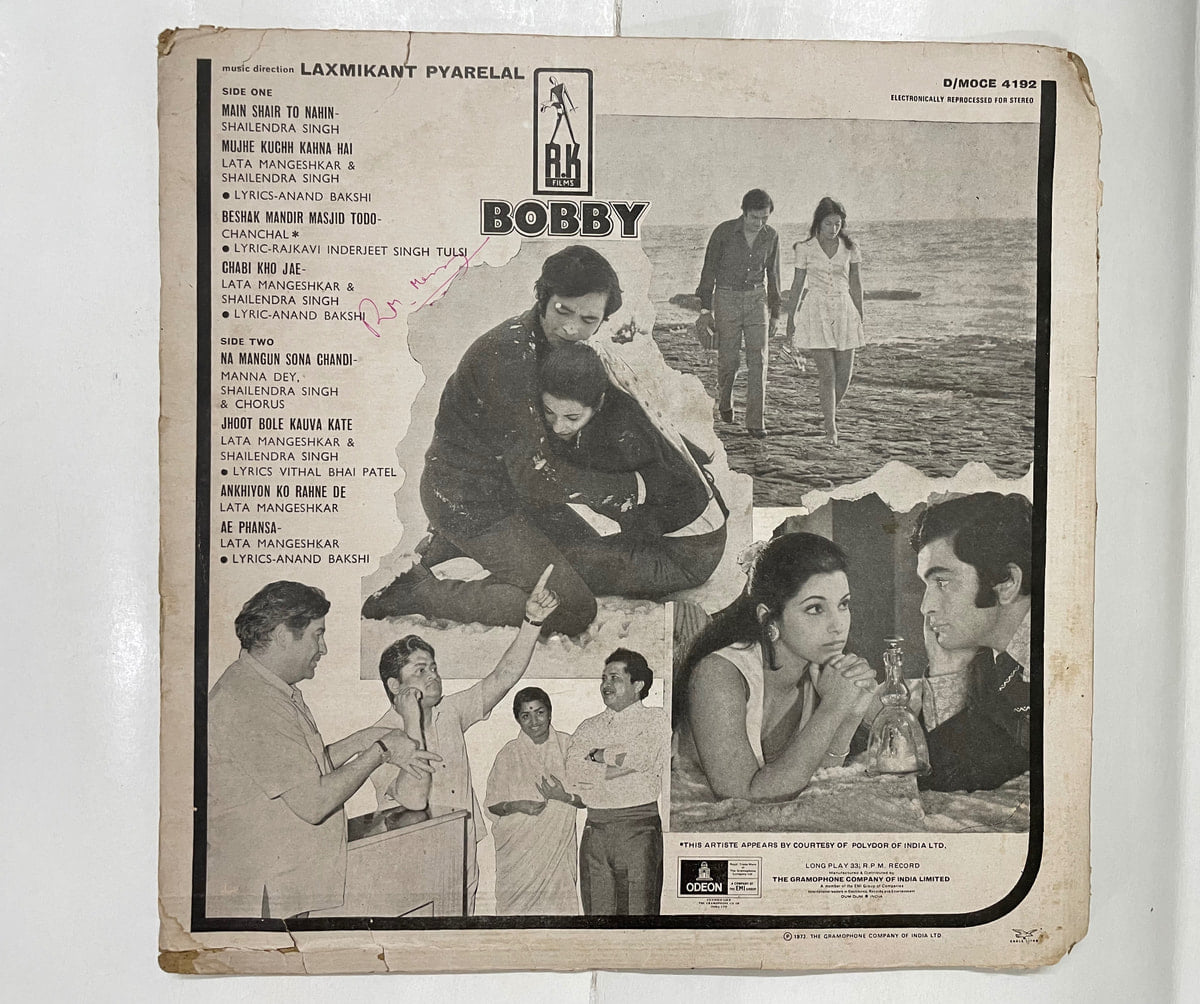 music direction LAXMIKANT PYARELAL
SIDE ONE
MAIN SHAIR TO NAHIN-
SHAILENDRA SINGH
MUJHE KUCHH KAHNA HAI
LATA MANGESHKAR &
SHAILENDRA SINGH
● LYRICS-ANAND BAKSHI
BESHAK MANDIR MASJID TODO-
CHANCHAL*
● LYRIC-RAJKAVI INDERJEET SINGH TULSI
CHABI KHO JAE-
LATA MANGESHKAR &
SHAILENDRA SINGH
● LYRIC-ANAND BAKSHI
SIDE TWO
NA MANGUN SONA CHANDI-
MANNA DEY,
SHAILENDRA SINGH
& CHORUS
JHOOT BOLE KAUVA KATE
LATA MANGESHKAR &
SHAILENDRA SINGH
● LYRICS VITHAL BHAI PATEL
ANKHIYON KO RAHNE DE
LATA MANGESHKAR
AE PHANSA-
LATA MANGESHKAR
● LYRICS-ANAND BAKSHI
R.K
FILMS
BOBBY
D/MOCE 4192
ELECTRONICALLY REPROCESSED FOR STEREO
*THIS ARTISTE APPEARS BY COURTESY OF POLYDOR OF INDIA LTD.
ODEON
LONG PLAY 33⅓ R.P.M. RECORD
Manufactured & Distributed by
THE GRAMOPHONE COMPANY OF INDIA LIMITED
A member of the EMI Group of Companies
DUM DUM INDIA
THE GRAMOPHONE COMPANY OF INDIA LTD.